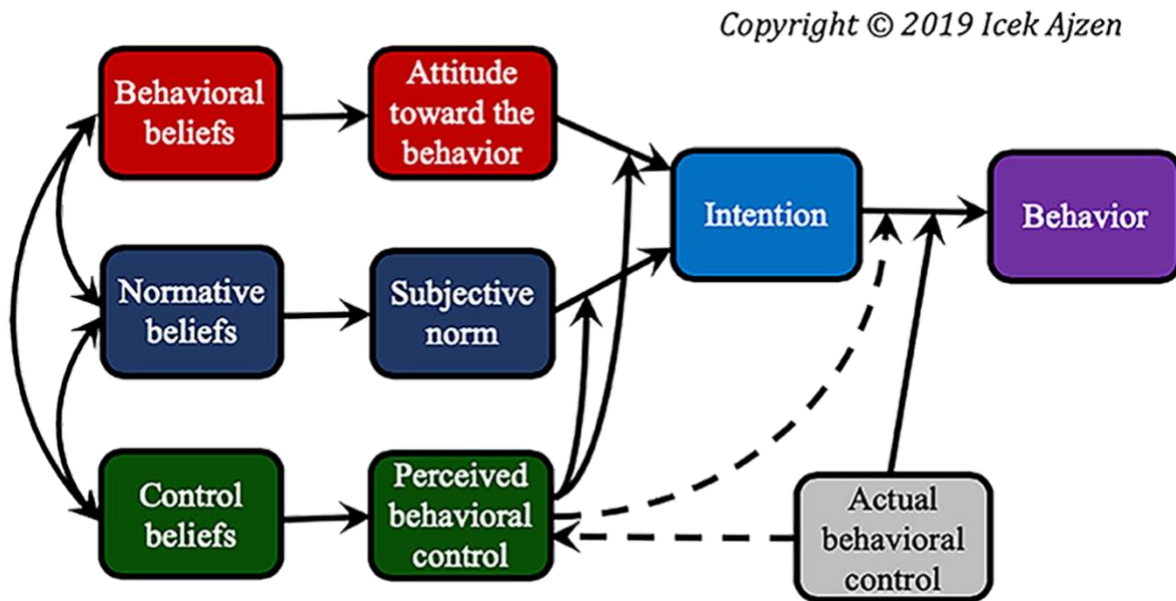 Copyright © 2019 Icek Ajzen
Behavioral
beliefs
Attitude
toward the
behavior
Intention
Behavior
Normative
beliefs
Subjective
norm
Control
beliefs
Perceived
behavioral
control
Actual
behavioral
control